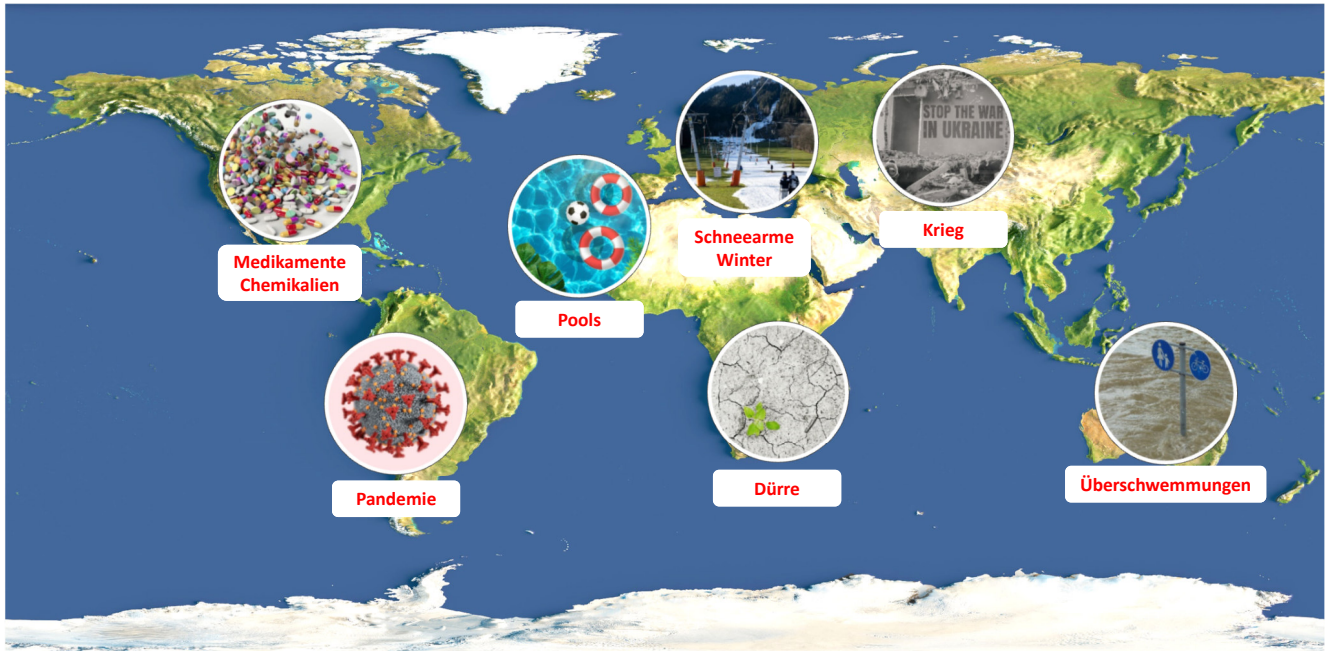 STOP THE WAR
IN UKRAINE
Medikamente
Chemikalien
Pools
Schneearme
Winter
Krieg
Pandemie
Dürre
Überschwemmungen